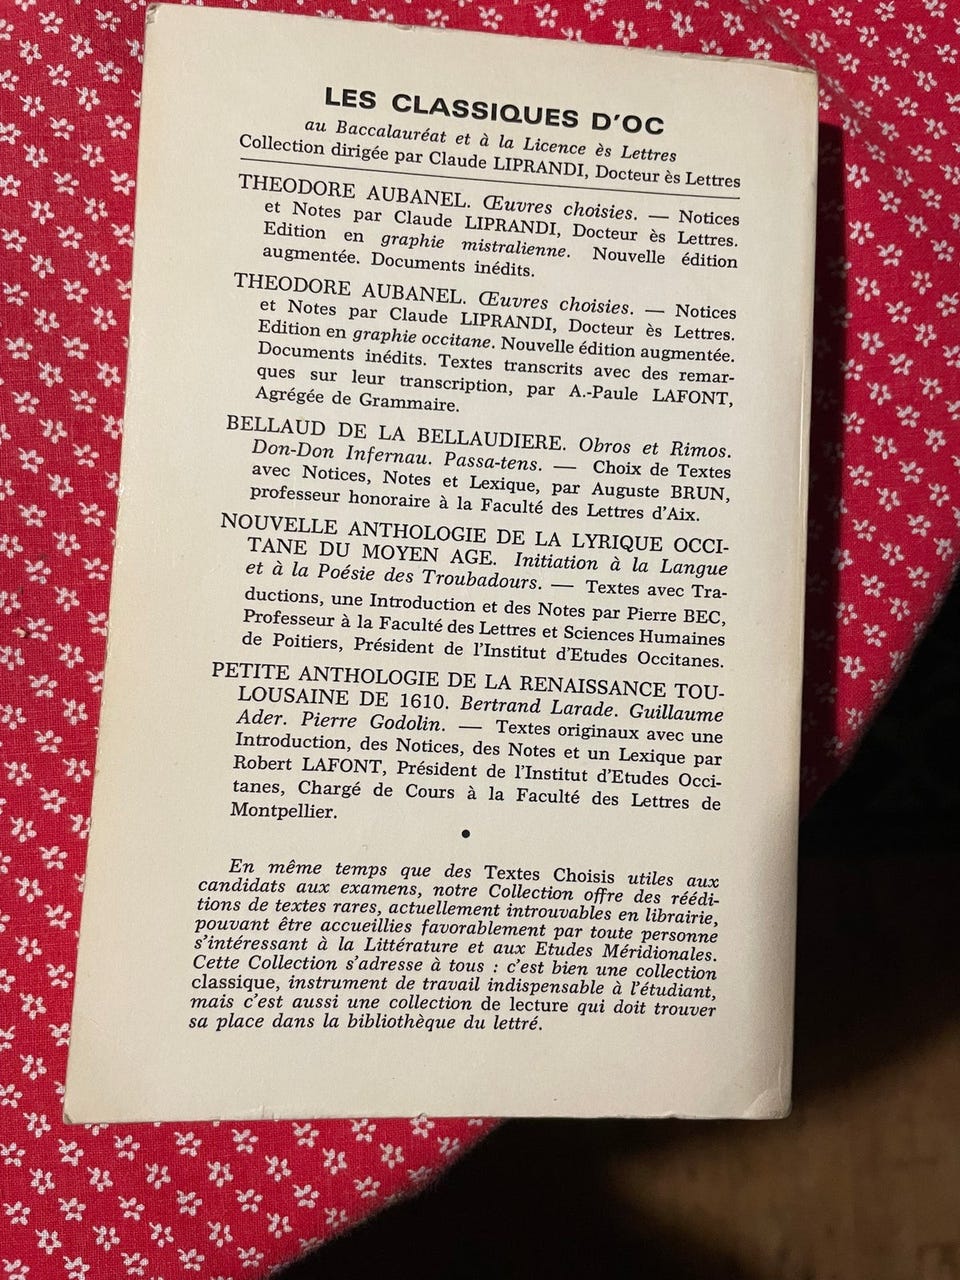 LES CLASSIQUES D'OC
au Baccalauréat et à la Licence ès Lettres
Collection dirigée par Claude LIPRANDI, Docteur ès Lettres
THEODORE AUBANEL. Œuvres choisies. — Notices
et Notes par Claude LIPRANDI, Docteur ès Lettres.
Edition en graphie mistralienne. Nouvelle édition
augmentée. Documents inédits.
THEODORE AUBANEL. Œuvres choisies. — Notices
et Notes par Claude LIPRANDI, Docteur ès Lettres.
Edition en graphie occitane. Nouvelle édition augmentée.
Documents inédits. Textes transcrits avec des remar-
ques sur leur transcription, par A.-Paule LAFONT,
Agrégée de Grammaire.
BELLAUD DE LA BELLAUDIERE. Obros et Rimos.
Don-Don Infernau. Passa-tens. — Choix de Textes
avec Notices, Notes et Lexique, par Auguste BRUN,
professeur honoraire à la Faculté des Lettres d'Aix.
NOUVELLE ANTHOLOGIE DE LA LYRIQUE OCCI-
TANE DU MOYEN AGE. Initiation à la Langue
et à la Poésie des Troubadours. — Textes avec Tra-
ductions, une Introduction et des Notes par Pierre BEC,
Professeur à la Faculté des Lettres et Sciences Humaines
de Poitiers, Président de l'Institut d'Etudes Occitanes.
PETITE ANTHOLOGIE DE LA RENAISSANCE TOU-
LOUSAINE DE 1610. Bertrand Larade. Guillaume
Ader. Pierre Godolin. — Textes originaux avec une
Introduction, des Notices, des Notes et un Lexique par
Robert LAFONT, Président de l'Institut d'Etudes Occi-
tanes, Chargé de Cours à la Faculté des Lettres de
Montpellier.
•
En même temps que des Textes Choisis utiles aux
candidats aux examens, notre Collection offre des réédi-
tions de textes rares, actuellement introuvables en librairie,
pouvant être accueillies favorablement par toute personne
s'intéressant à la Littérature et aux Etudes Méridionales.
Cette Collection s'adresse à tous : c'est bien une collection
classique, instrument de travail indispensable à l'étudiant,
mais c'est aussi une collection de lecture qui doit trouver
sa place dans la bibliothèque du lettré.